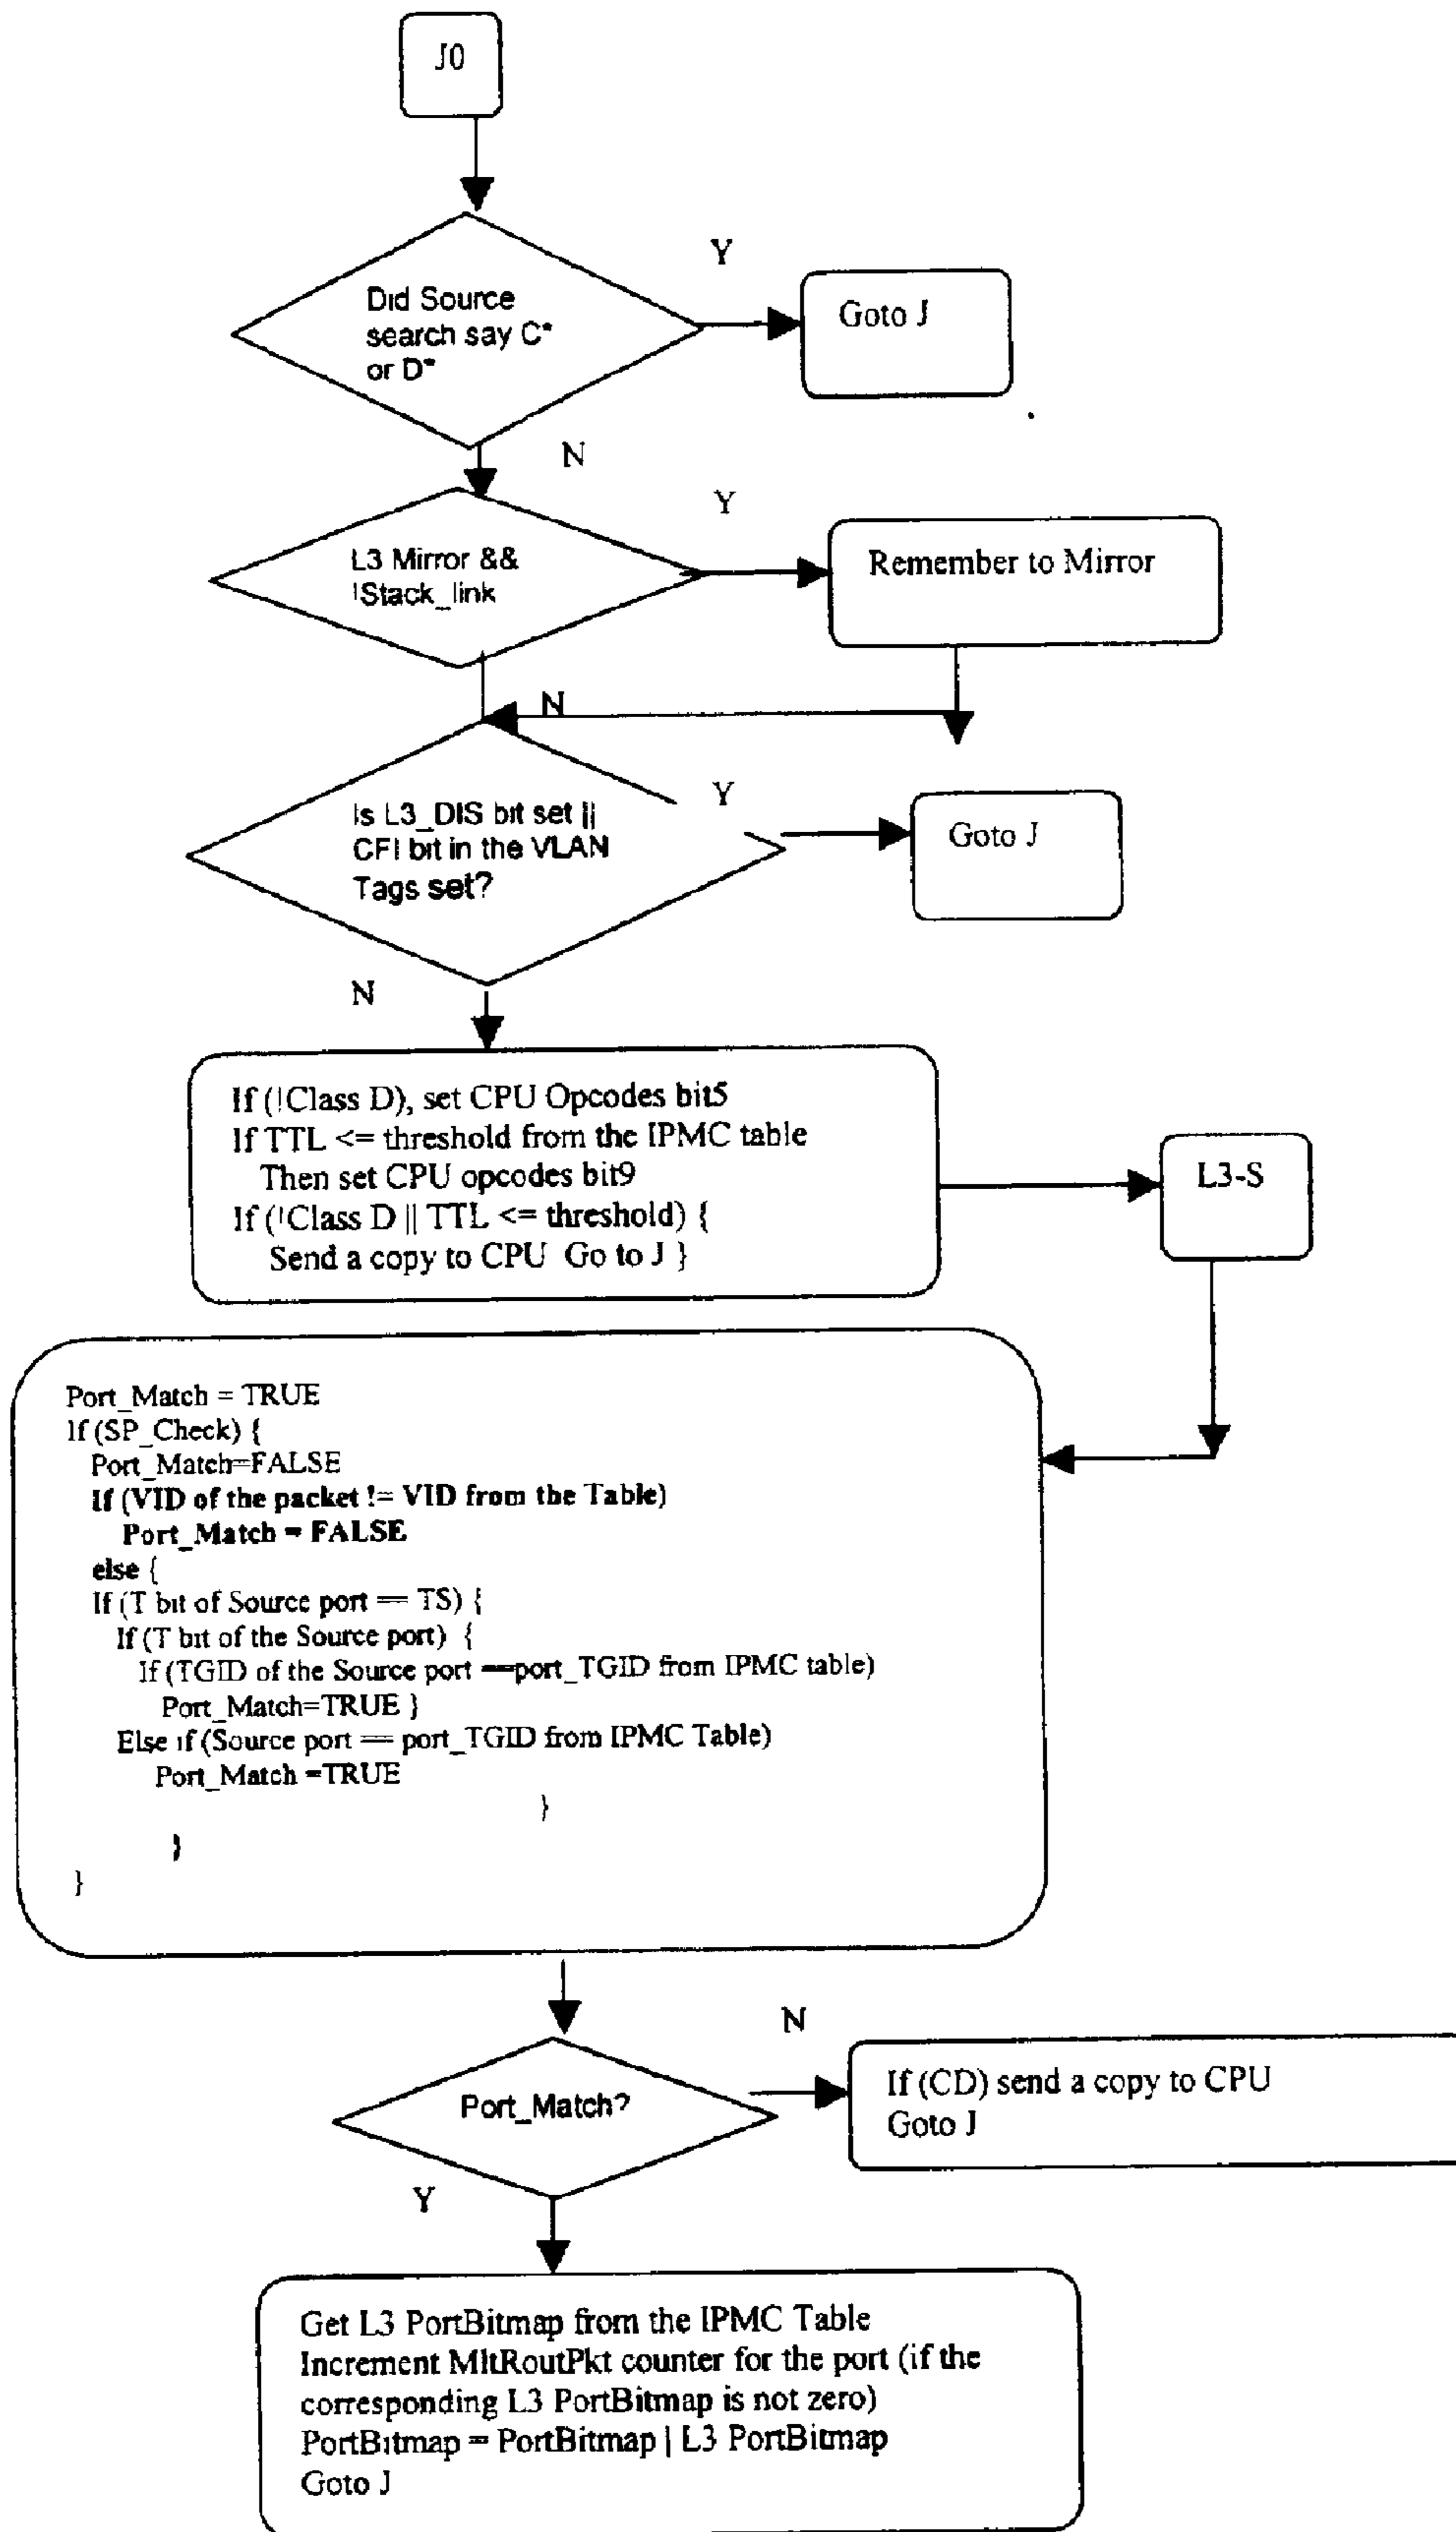 J0
Did Source
search say C*
or D*
Y
Goto J
N
L3 Mirror &&
!Stack_link
Y
Remember to Mirror
N
Is L3_DIS bit set ||
CFI bit in the VLAN
Tags set?
Y
Goto J
N
If (!Class D), set CPU Opcodes bit5
If TTL <= threshold from the IPMC table
Then set CPU opcodes bit9
If (!Class D || TTL <= threshold) {
Send a copy to CPU Go to J }
L3-S
Port_Match = TRUE
If (SP_Check) {
Port_Match=FALSE
If (VID of the packet != VID from the Table)
Port_Match = FALSE
else {
If (T bit of Source port == TS) {
If (T bit of the Source port) {
If (TGID of the Source port ==port_TGID from IPMC table)
Port_Match=TRUE }
Else if (Source port == port_TGID from IPMC Table)
Port_Match =TRUE
}
}
}
Port_Match?
N
If (CD) send a copy to CPU
Goto J
Y
Get L3 PortBitmap from the IPMC Table
Increment MltRoutPkt counter for the port (if the
corresponding L3 PortBitmap is not zero)
PortBitmap = PortBitmap | L3 PortBitmap
Goto J